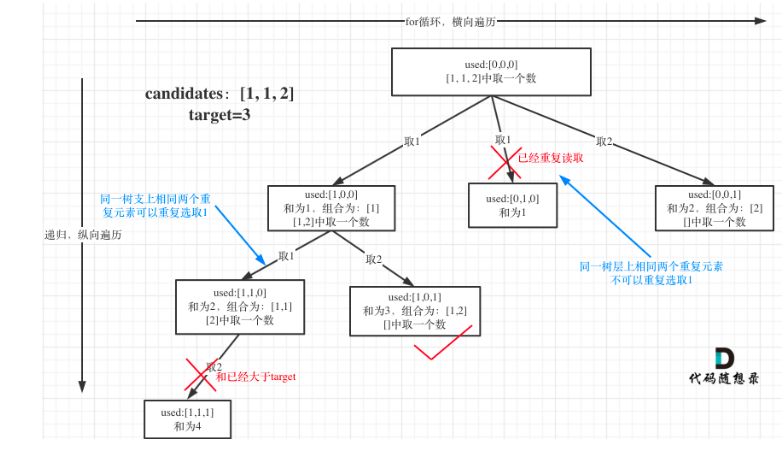 for循环，横向遍历
used:[0,0,0]
[1, 1, 2]中取一个数
candidates: [1, 1, 2]
target=3
取1
取1
取2
已经重复读取
used:[1,0,0]
和为1，组合为：[1]
[1,2]中取一个数
used:[0,1,0]
和为1
used:[0,0,1]
和为2，组合为：[2]
[]中取一个数
同一树支上相同两个重
复元素可以重复选取1
递归，纵向遍历
取1
取2
同一树层上相同两个重复元素
不可以重复选取1
used:[1,1,0]
和为2，组合为：[1,1]
[2]中取一个数
used:[1,0,1]
和为3，组合为：[1,2]
[]中取一个数
取2
和已经大于target
used:[1,1,1]
和为4
代码随想录